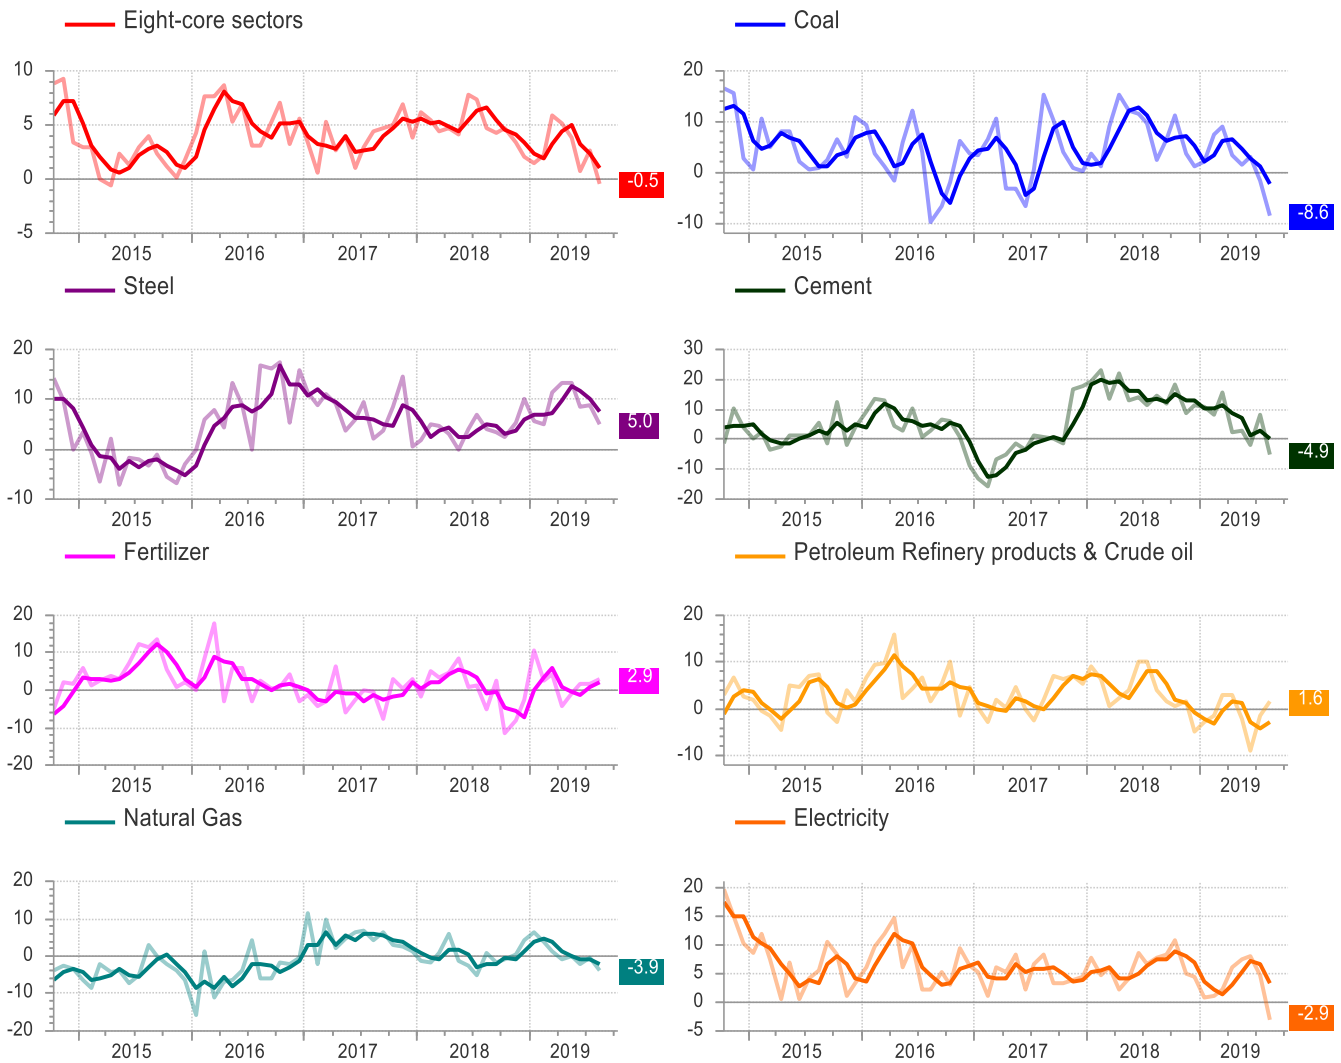 Eight-core sectors
10
5
0
-5
-0.5
2015 2016 2017 2018 2019
Coal
20
10
0
-10
-8.6
2015 2016 2017 2018 2019
Steel
20
10
0
-10
5.0
2015 2016 2017 2018 2019
Cement
30
20
10
0
-10
-20
-4.9
2015 2016 2017 2018 2019
Fertilizer
20
10
0
-10
-20
2.9
2015 2016 2017 2018 2019
Petroleum Refinery products & Crude oil
20
10
0
-10
1.6
2015 2016 2017 2018 2019
Natural Gas
20
10
0
-10
-20
-3.9
2015 2016 2017 2018 2019
Electricity
20
15
10
5
0
-5
-2.9
2015 2016 2017 2018 2019